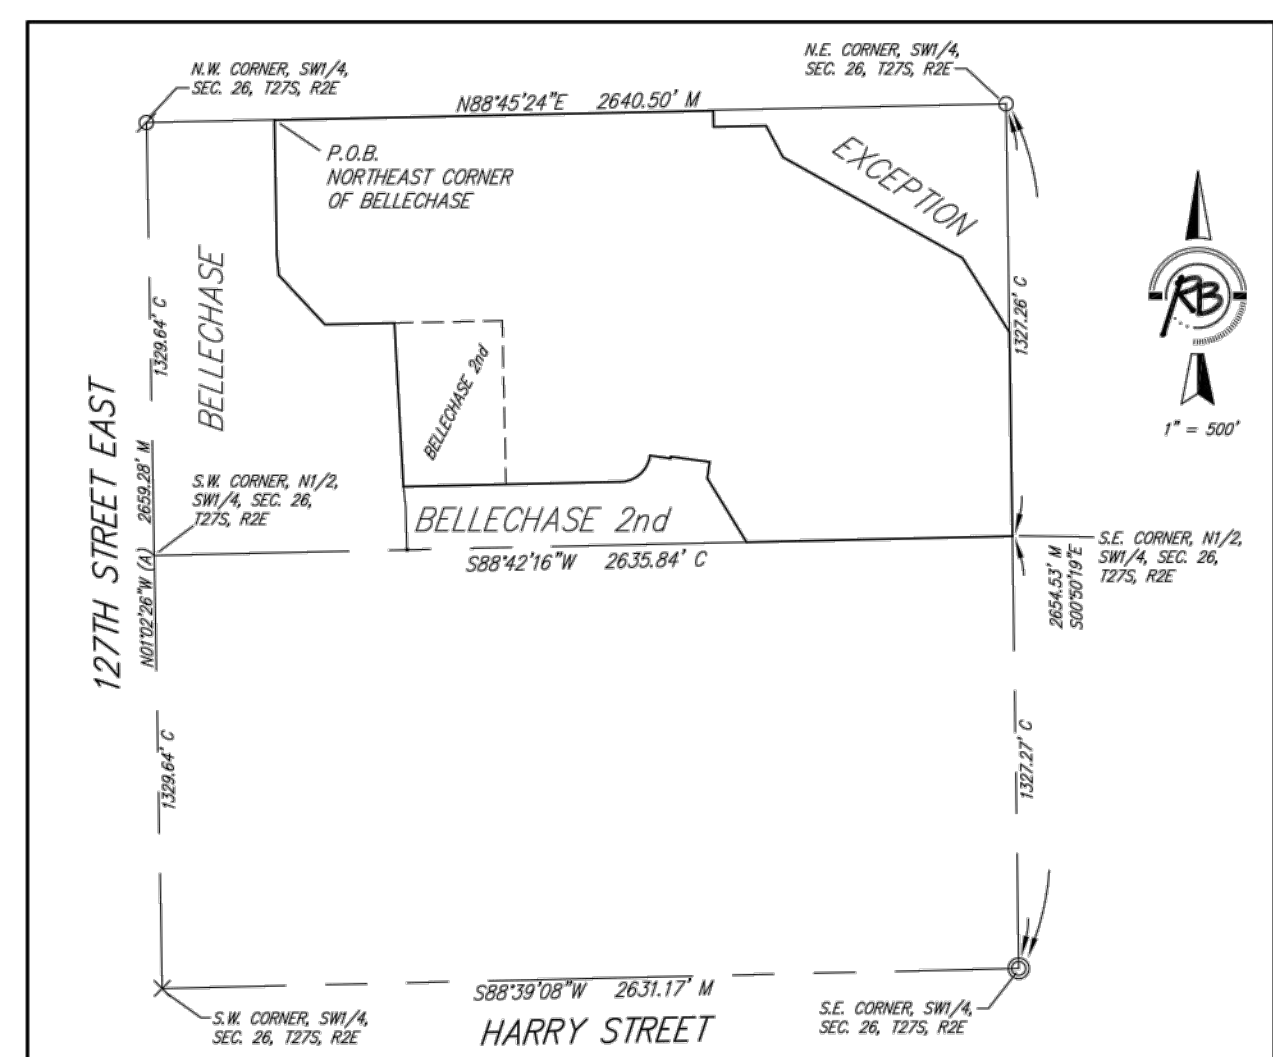 N.W. CORNER, SW1/4,
SEC. 26, T27S, R2E
N.E. CORNER, SW1/4,
SEC. 26, T27S, R2E
N88°45'24"E 2640.50' M
P.O.B.
NORTHEAST CORNER
OF BELLECHASE
EXCEPTION
BELLECHASE
1329.64' C
1327.26' C
RB
1" = 500'
BELLECHASE 2nd
127TH STREET EAST
N01°02'26"W (A) 2659.28' M
S.W. CORNER, N1/2,
SW1/4, SEC. 26,
T27S, R2E
BELLECHASE 2nd
S88°42'16"W 2635.84' C
S.E. CORNER, N1/2,
SW1/4, SEC. 26,
T27S, R2E
2654.53' M
S00°50'19"E
1329.64' C
1327.27' C
S88°39'08"W 2631.17' M
HARRY STREET
S.W. CORNER, SW1/4,
SEC. 26, T27S, R2E
S.E. CORNER, SW1/4,
SEC. 26, T27S, R2E